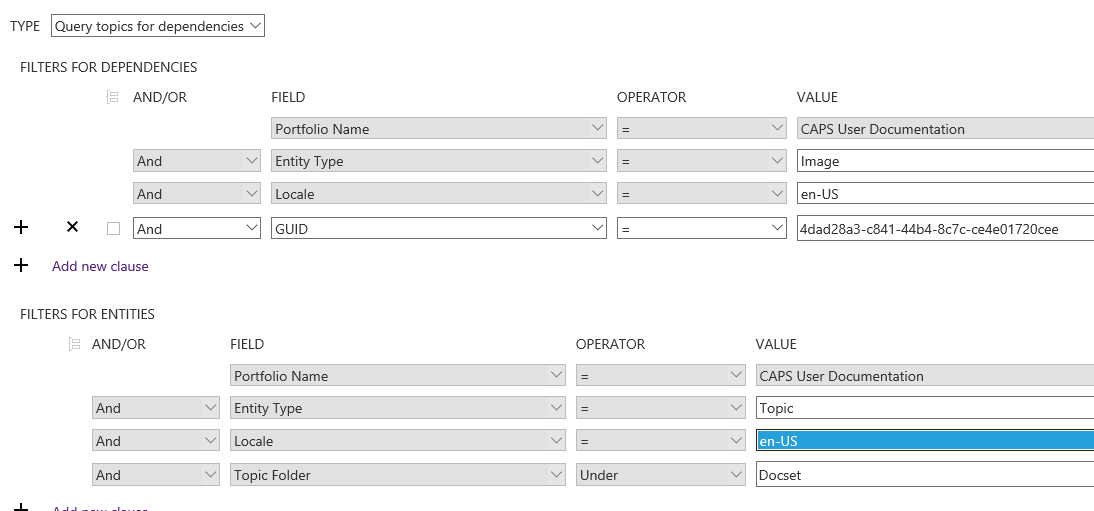 TYPE Query topics for dependencies
FILTERS FOR DEPENDENCIES
AND/OR FIELD OPERATOR VALUE
Portfolio Name = CAPS User Documentation
And Entity Type = Image
And Locale = en-US
And GUID = 4dad28a3-c841-44b4-8c7c-ce4e01720cee
Add new clause
FILTERS FOR ENTITIES
AND/OR FIELD OPERATOR VALUE
Portfolio Name = CAPS User Documentation
And Entity Type = Topic
And Locale = en-US
And Topic Folder Under Docset
Add new clause